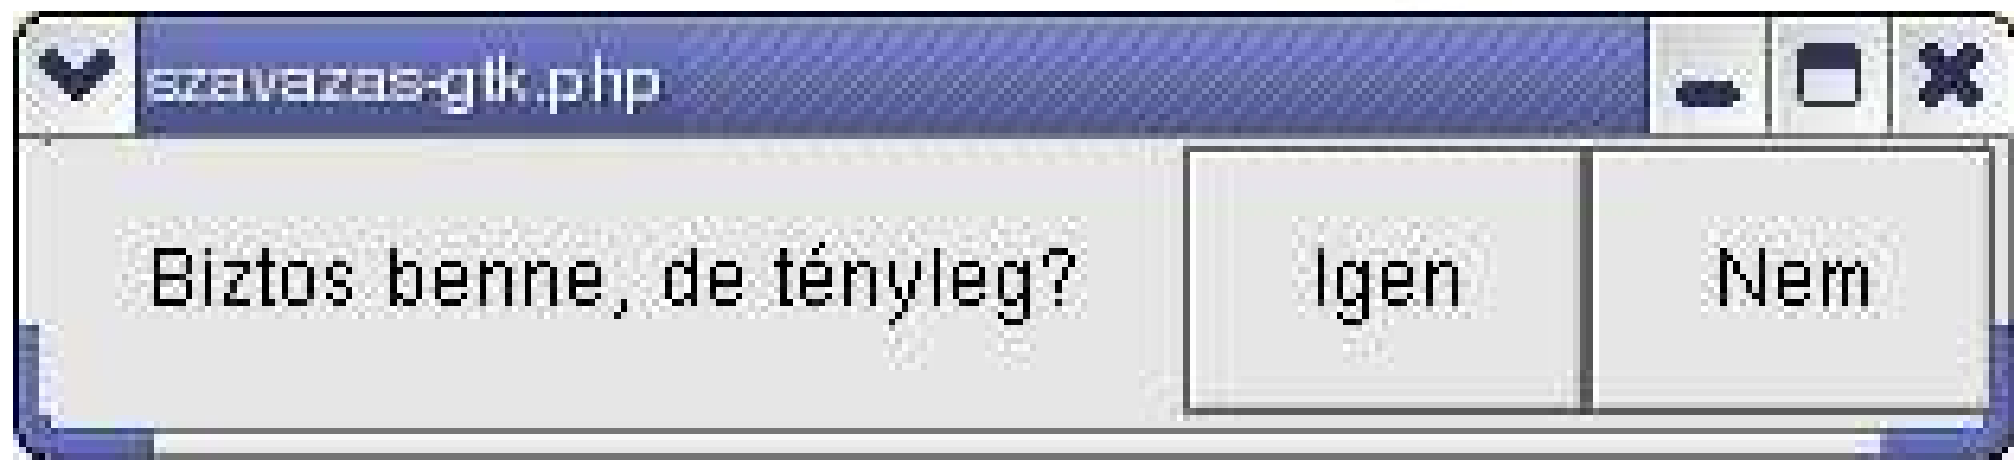 szavazas-gtk.php
Biztos benne, de tényleg? Igen Nem